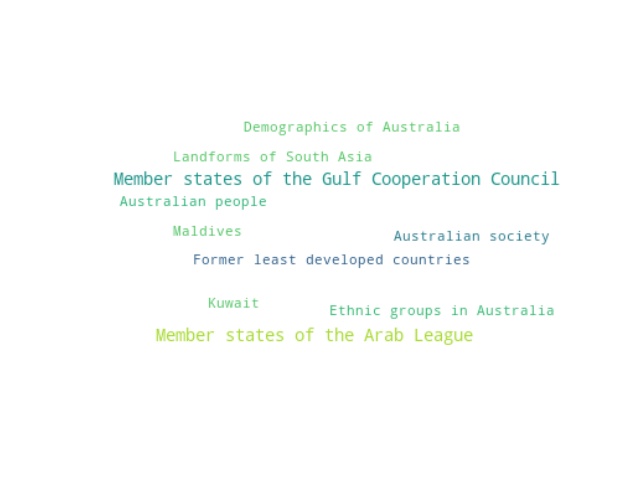 Demographics of Australia
Landforms of South Asia
Member states of the Gulf Cooperation Council
Australian people
Maldives
Australian society
Former least developed countries
Kuwait
Ethnic groups in Australia
Member states of the Arab League